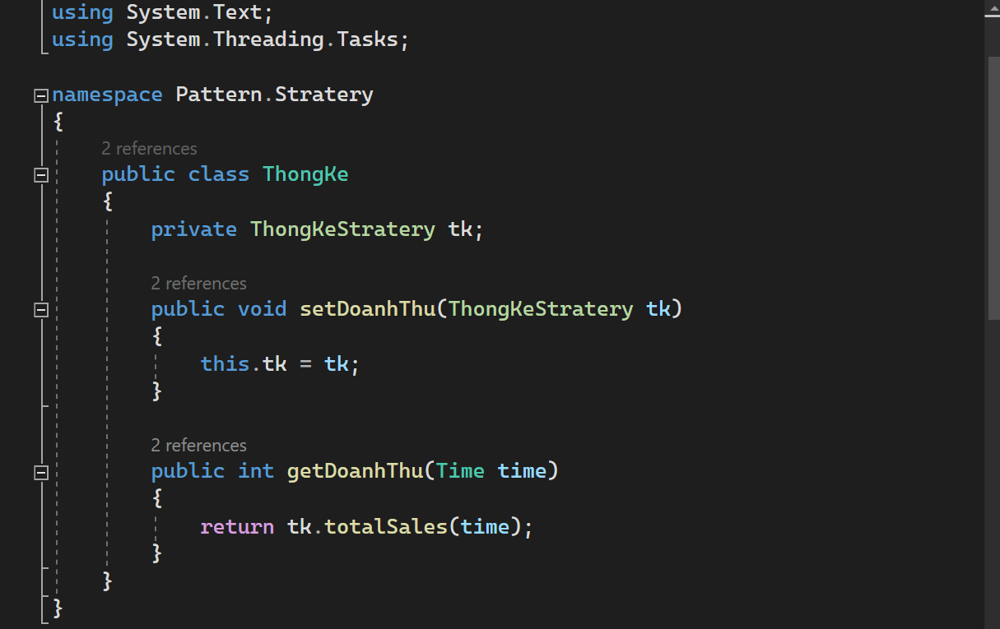 using System.Text;
using System.Threading.Tasks;
namespace Pattern.Stratery
{
2 references
public class ThongKe
{
private ThongKeStratery tk;
2 references
public void setDoanhThu(ThongKeStratery tk)
{
this.tk = tk;
}
2 references
public int getDoanhThu(Time time)
{
return tk.totalSales(time);
}
}
}